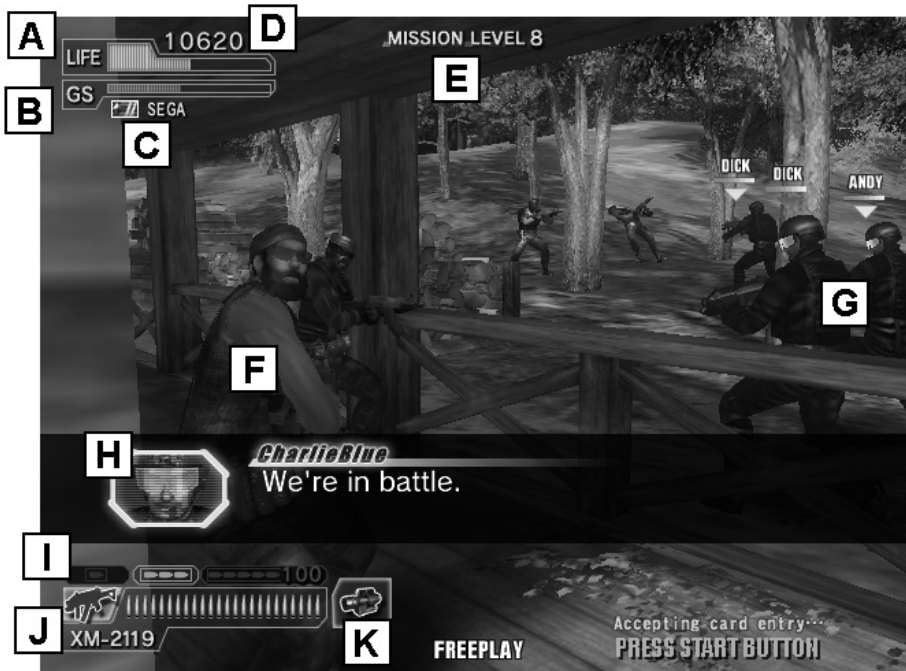 A
LIFE
10620
D
MISSION LEVEL 8
E
B
GS
SEGA
C
DICK
DICK
ANDY
G
F
H
CharlieBlue
We're in battle.
I
100
J
XM-2119
K
FREEPLAY
Accepting card entry…
PRESS START BUTTON